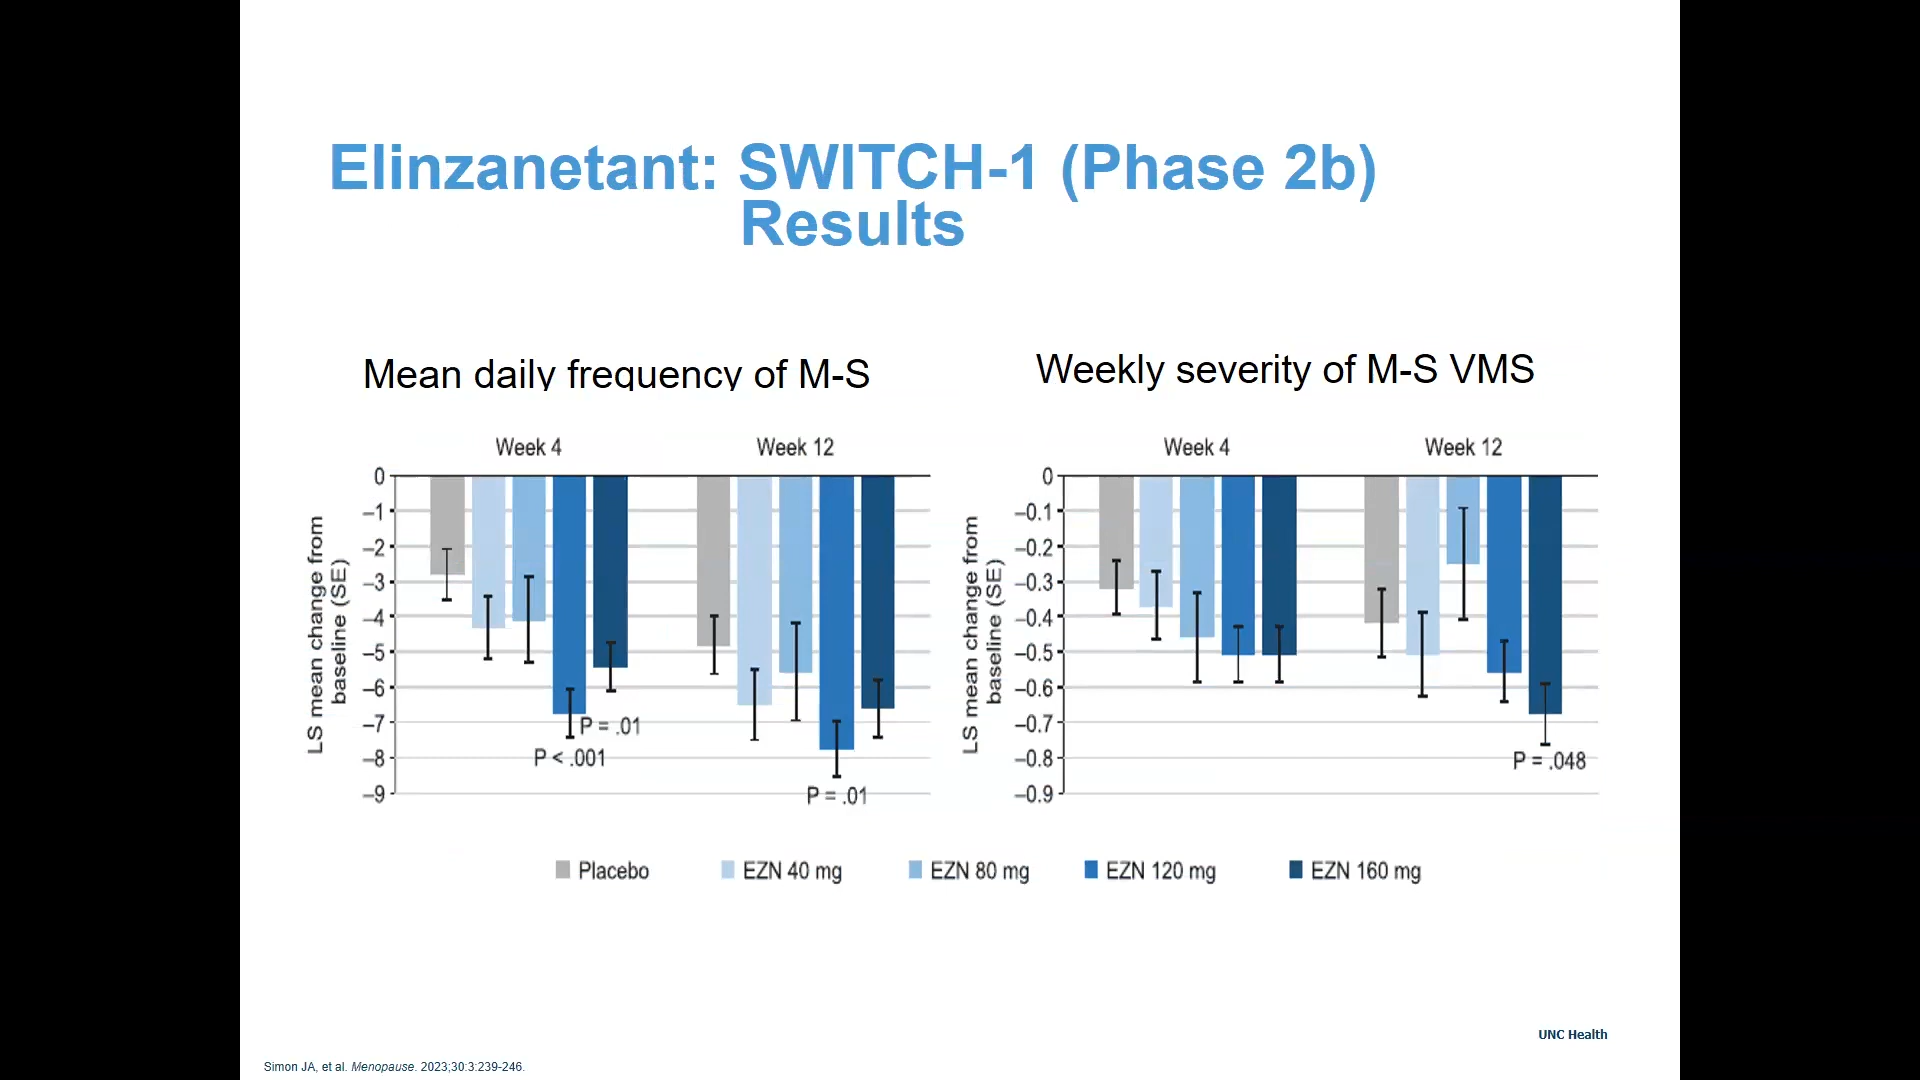 Elinzanetant: SWITCH-1 (Phase 2b)
Results
Mean daily frequency of M-S
Week 4
Week 12
LS mean change from
baseline (SE)
0
–1
–2
–3
–4
–5
–6
–7
–8
–9
P = .01
P < .001
P = .01
Weekly severity of M-S VMS
Week 4
Week 12
LS mean change from
baseline (SE)
0
–0.1
–0.2
–0.3
–0.4
–0.5
–0.6
–0.7
–0.8
–0.9
P = .048
Placebo
EZN 40 mg
EZN 80 mg
EZN 120 mg
EZN 160 mg
UNC Health
Simon JA, et al. Menopause. 2023;30:3:239-246.